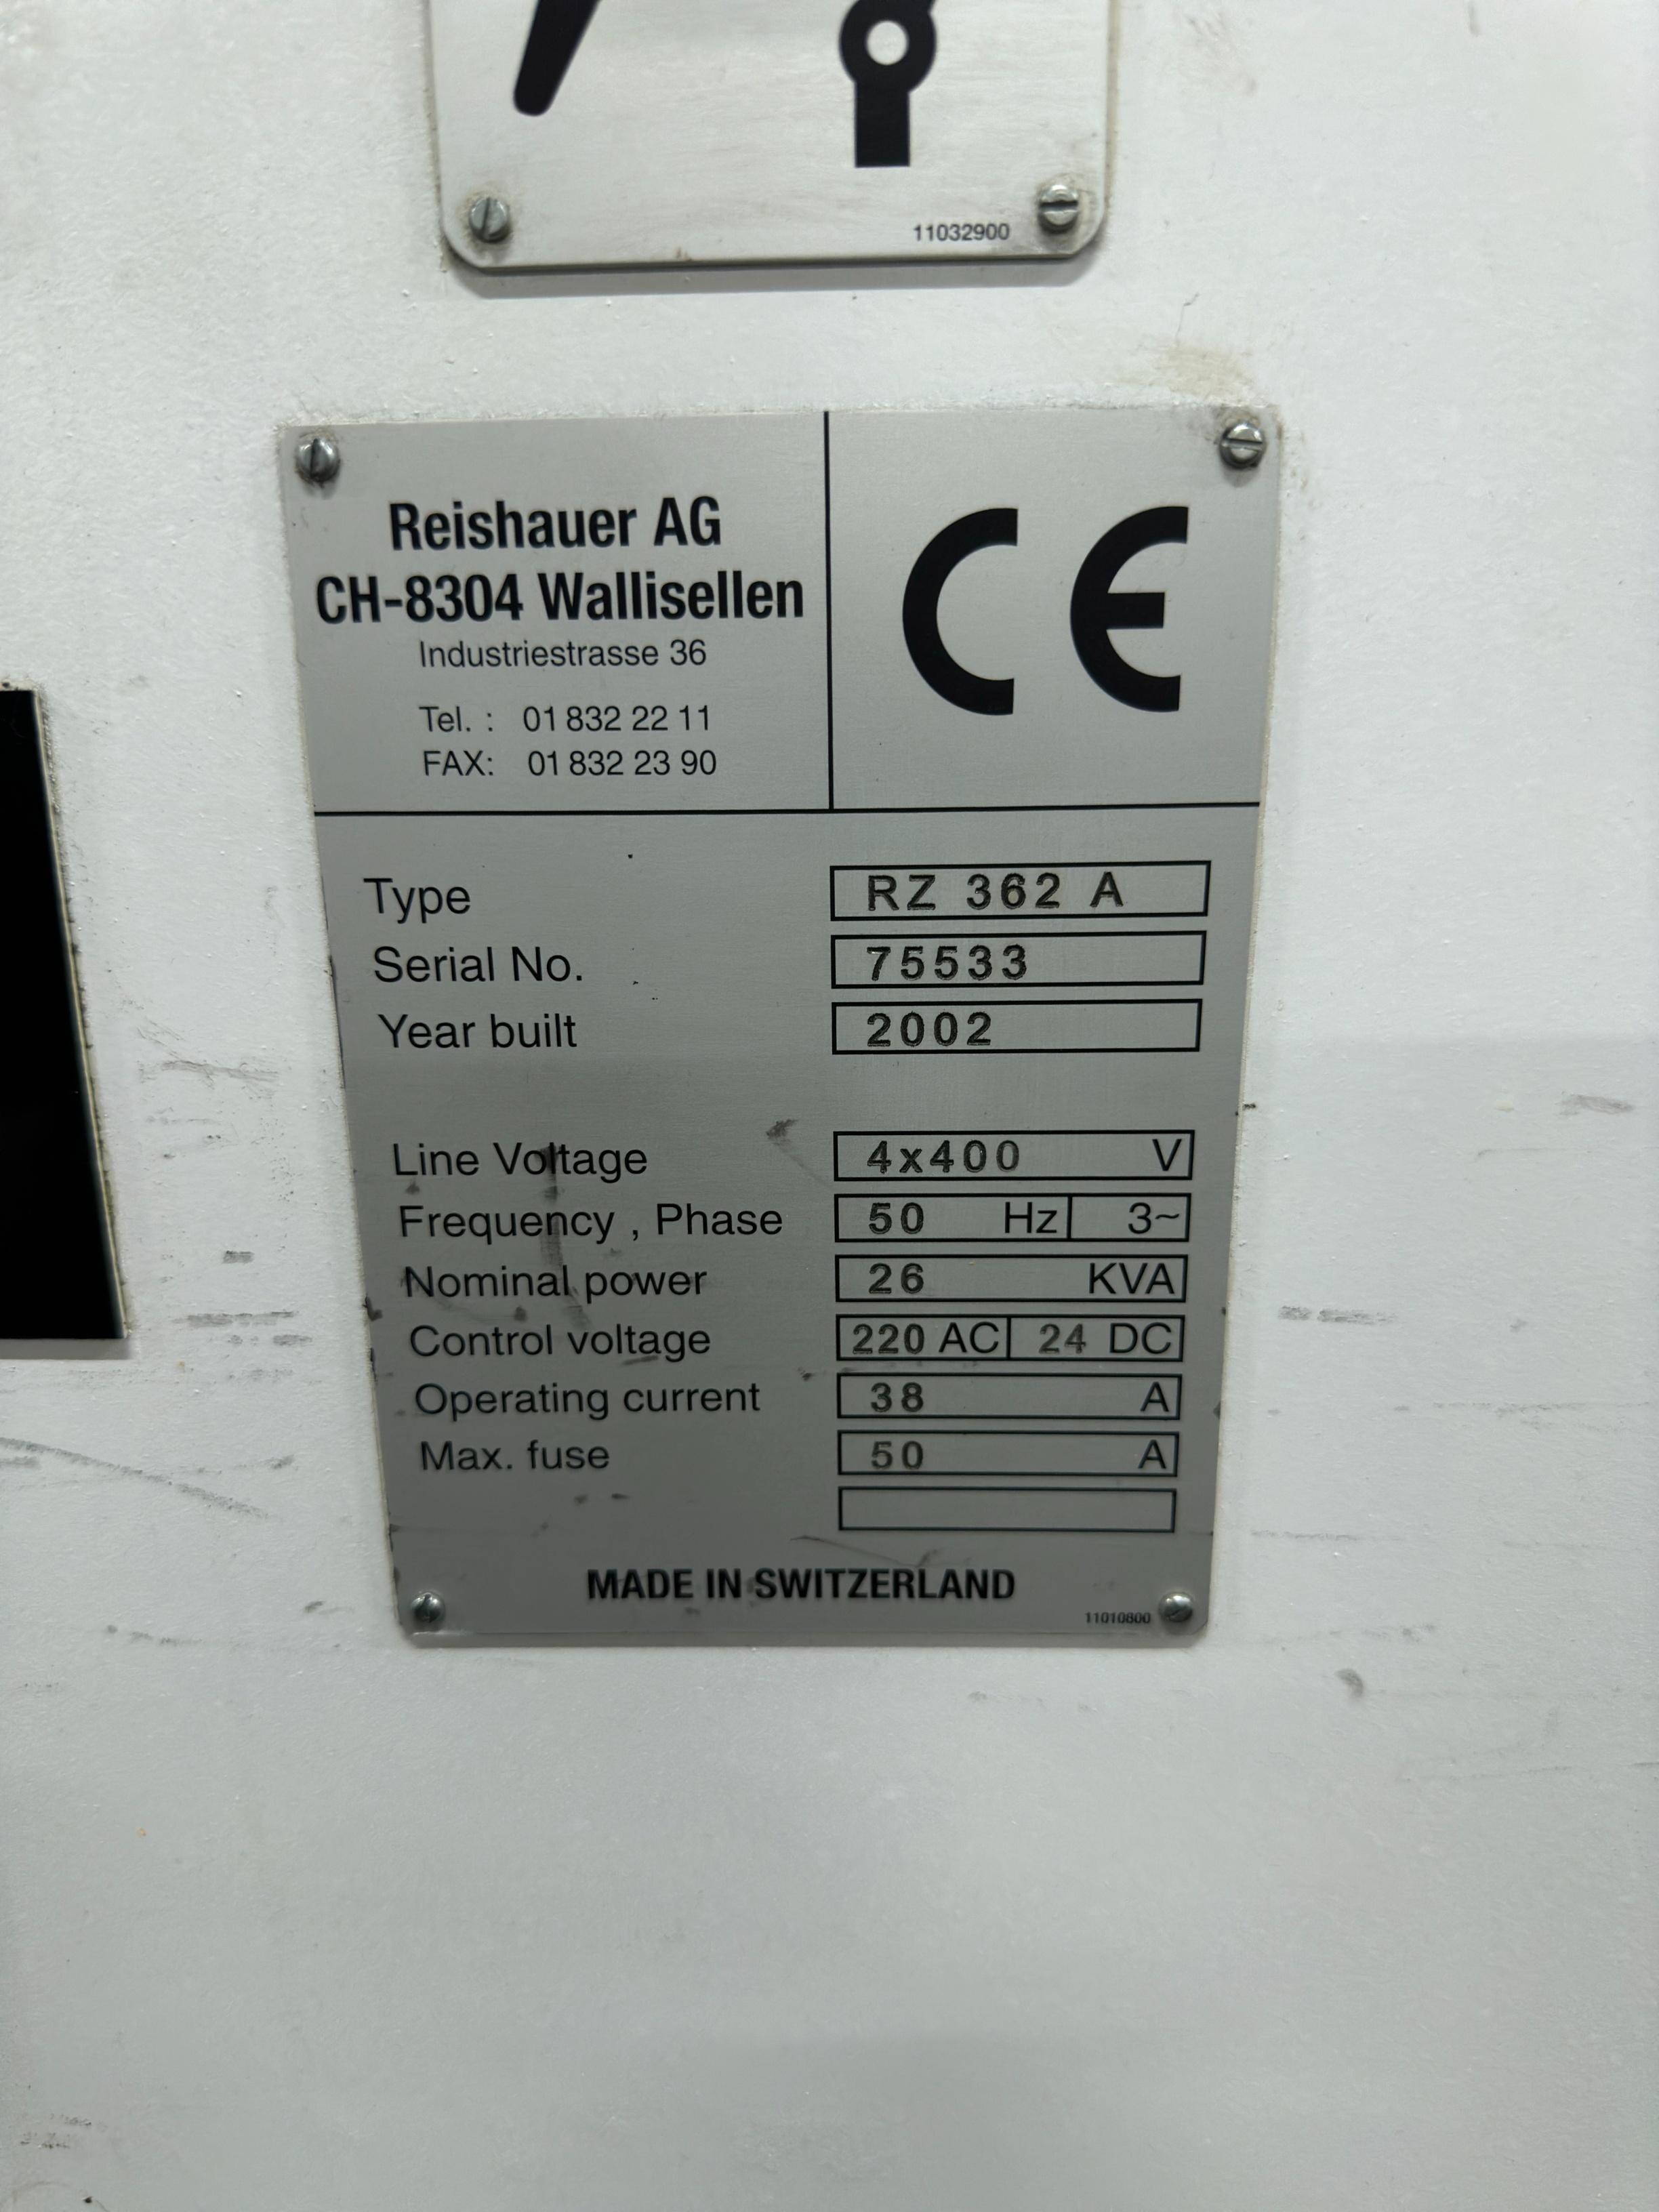 11032900
Reishauer AG
CH-8304 Wallisellen
Industriestrasse 36
Tel. : 01 832 22 11
FAX: 01 832 23 90
CE
Type RZ 362 A
Serial No. 75533
Year built 2002
Line Voltage 4x400 V
Frequency , Phase 50 Hz 3~
Nominal power 26 KVA
Control voltage 220 AC 24 DC
Operating current 38 A
Max. fuse 50 A
MADE IN SWITZERLAND
11010800